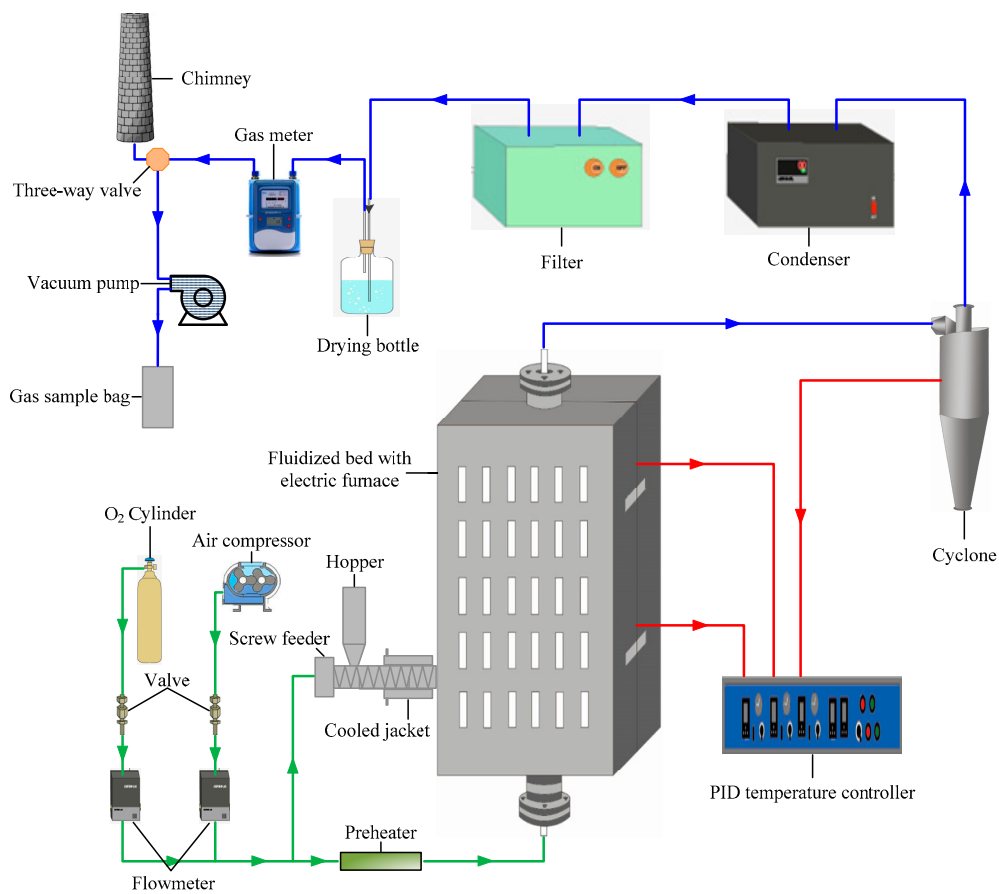 Chimney
Gas meter
Three-way valve
Vacuum pump
Filter
Condenser
Drying bottle
Gas sample bag
Fluidized bed with
electric furnace
O₂ Cylinder
Air compressor
Hopper
Cyclone
Screw feeder
Valve
Cooled jacket
PID temperature controller
Preheater
Flowmeter